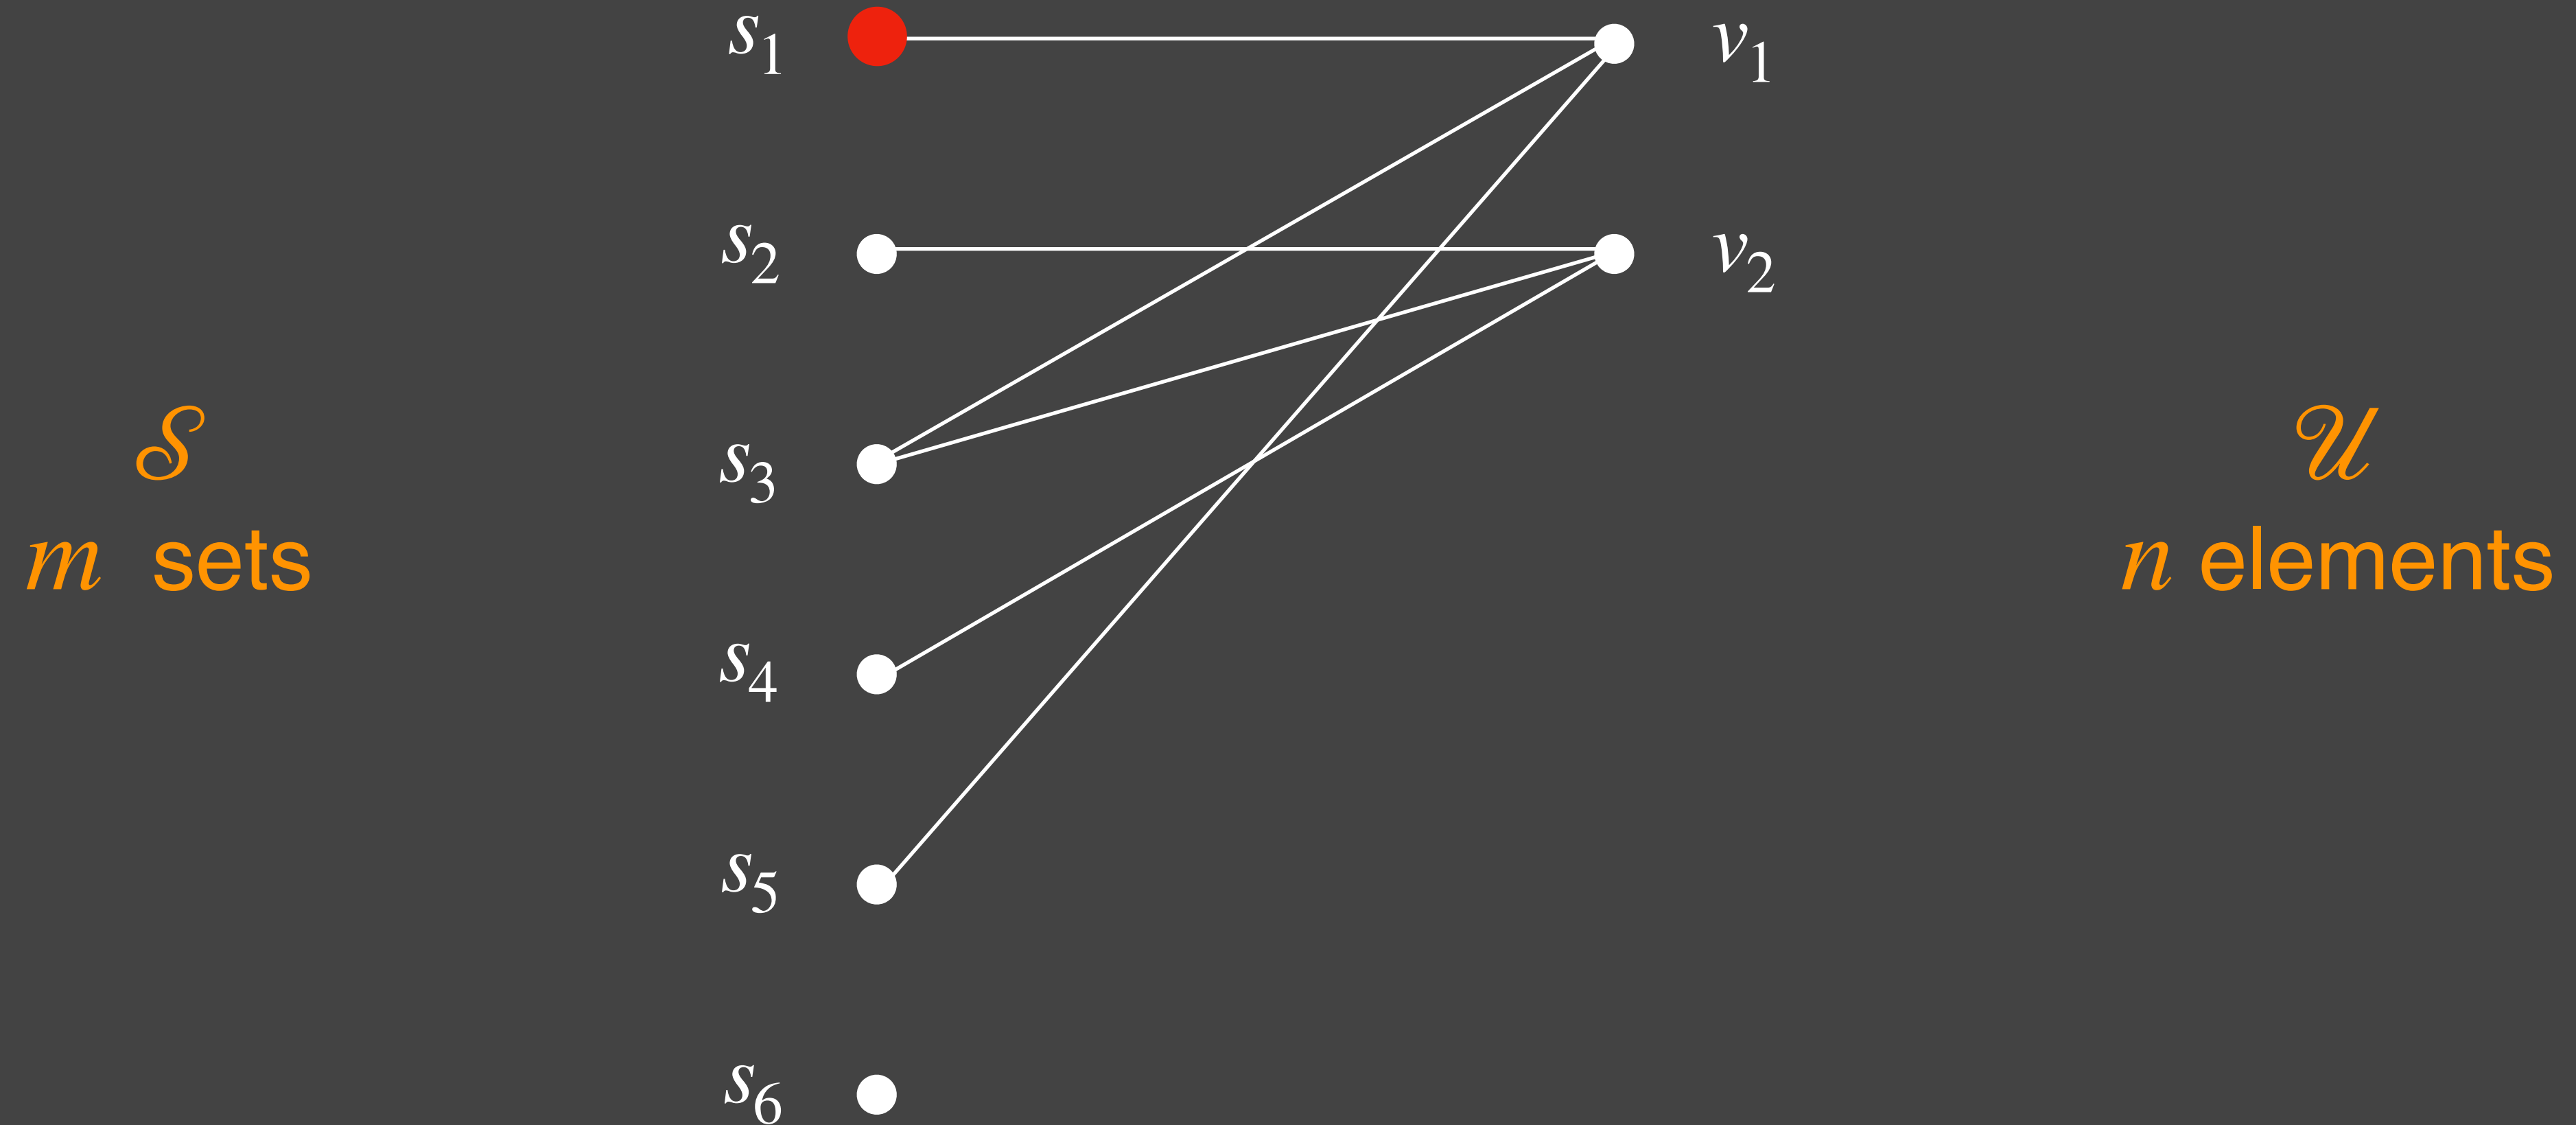 s1
v1
s2
v2
s3
𝒮
𝒰
m sets
n elements
s4
s5
s6